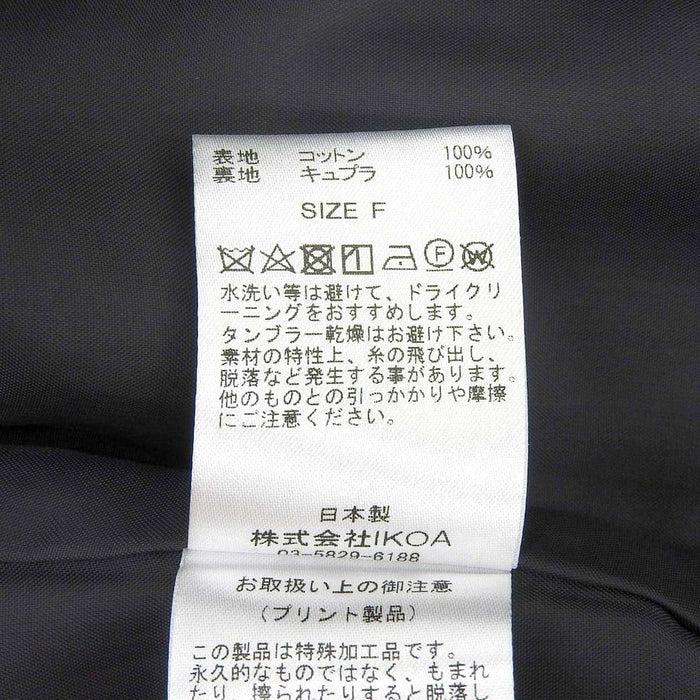 表地 コットン 100%
裏地 キュプラ 100%
SIZE F
水洗い等は避けて、ドライクリ
ーニングをおすすめします。
タンブラー乾燥はお避け下さい。
素材の特性上、糸の飛び出し、
脱落など発生する事があります。
他のものとの引っかかりや摩擦
にご注意ください。
日本製
株式会社IKOA
03-5829-6188
お取扱い上の御注意
(プリント製品)
この製品は特殊加工品です。
永久的なものではなく、もまれ
たり、擦られたりすると脱落し